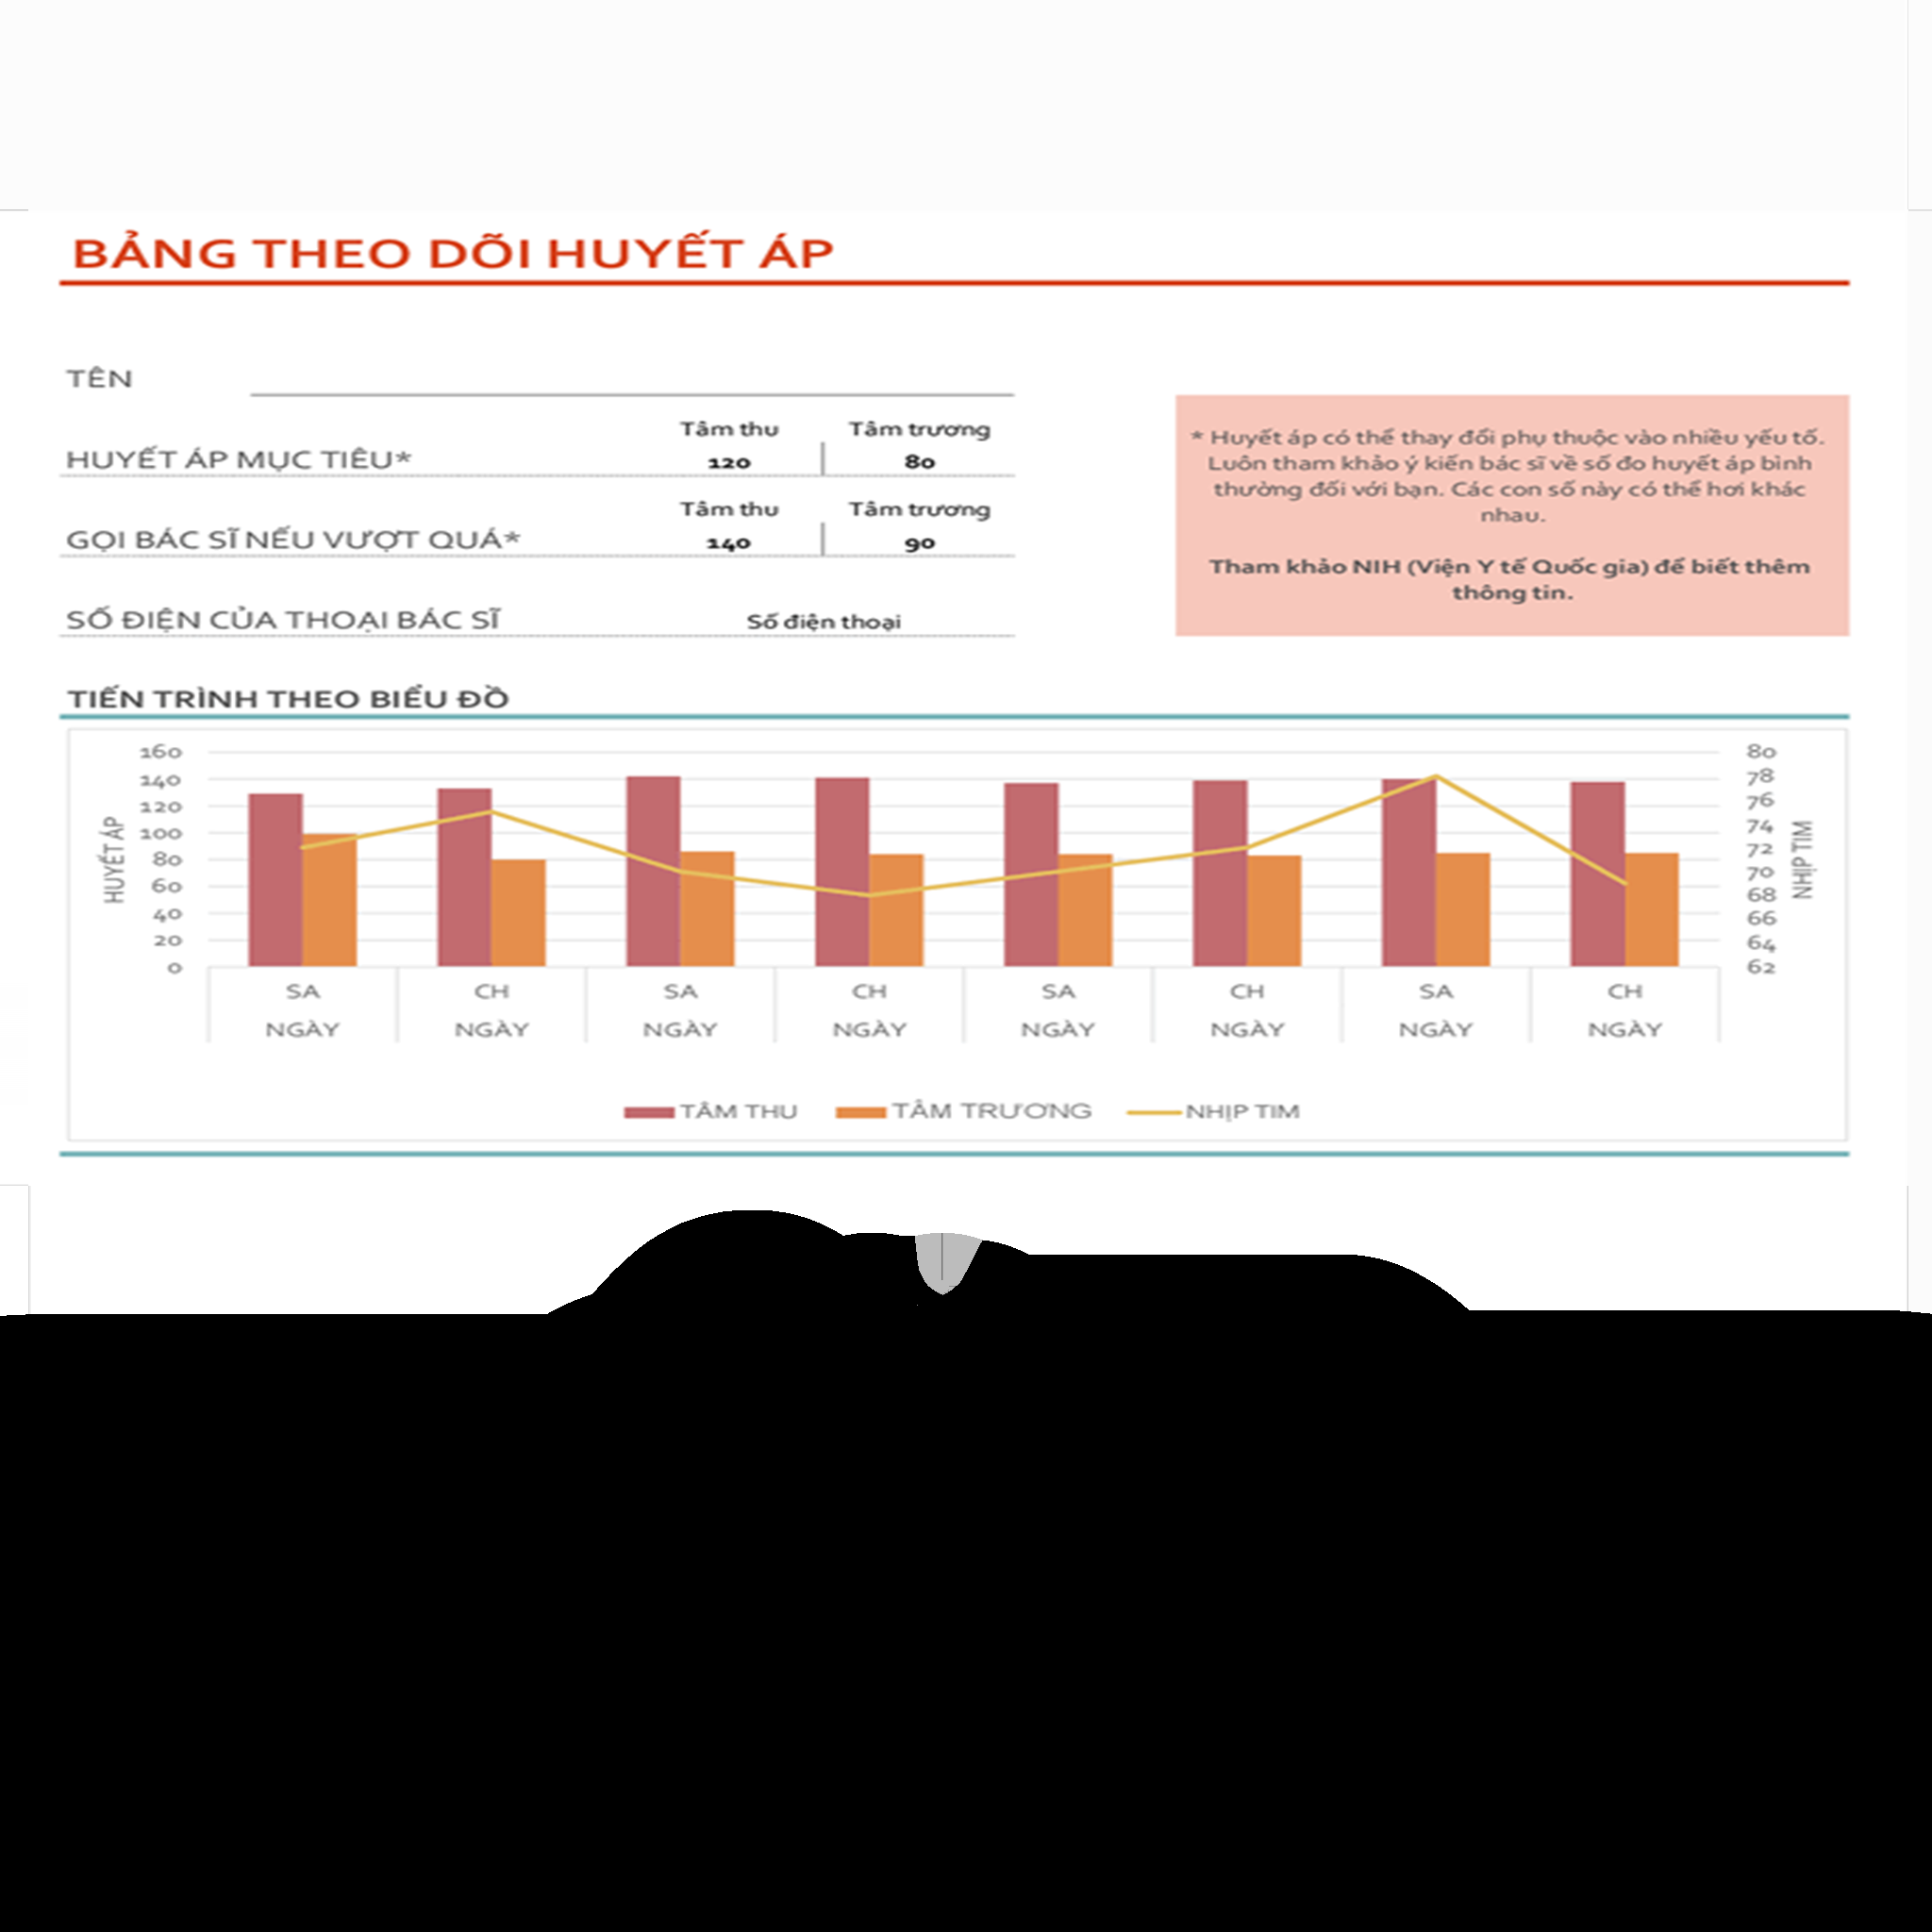 BẢNG THEO DÕI HUYẾT ÁP
TÊN
Tâm thu Tâm trương
HUYẾT ÁP MỤC TIÊU* 120 80
Tâm thu Tâm trương
GỌI BÁC SĨ NẾU VƯỢT QUÁ* 140 90
SỐ ĐIỆN CỦA THOẠI BÁC SĨ Số điện thoại
* Huyết áp có thể thay đổi phụ thuộc vào nhiều yếu tố.
Luôn tham khảo ý kiến bác sĩ về số đo huyết áp bình
thường đối với bạn. Các con số này có thể hơi khác
nhau.
Tham khảo NIH (Viện Y tế Quốc gia) để biết thêm
thông tin.
TIẾN TRÌNH THEO BIỂU ĐỒ
HUYẾT ÁP
160
140
120
100
80
60
40
20
0
80
78
76
74
72
70
68
66
64
62
NHỊP TIM
SA CH SA CH SA CH SA CH
NGÀY NGÀY NGÀY NGÀY NGÀY NGÀY NGÀY NGÀY
TÂM THU TÂM TRƯƠNG NHỊP TIM